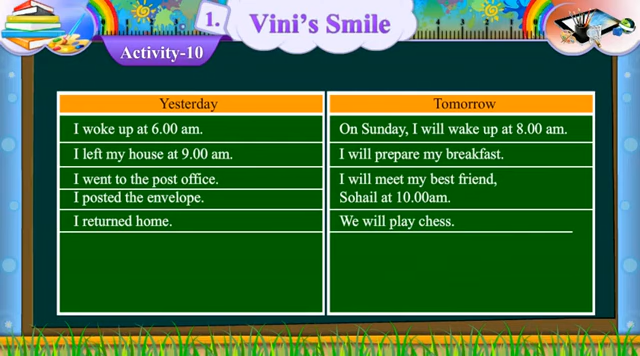 1.
Vini's Smile
Activity-10
Yesterday
I woke up at 6.00 am.
I left my house at 9.00 am.
I went to the post office.
I posted the envelope.
I returned home.
Tomorrow
On Sunday, I will wake up at 8.00 am.
I will prepare my breakfast.
I will meet my best friend,
Sohail at 10.00am.
We will play chess.